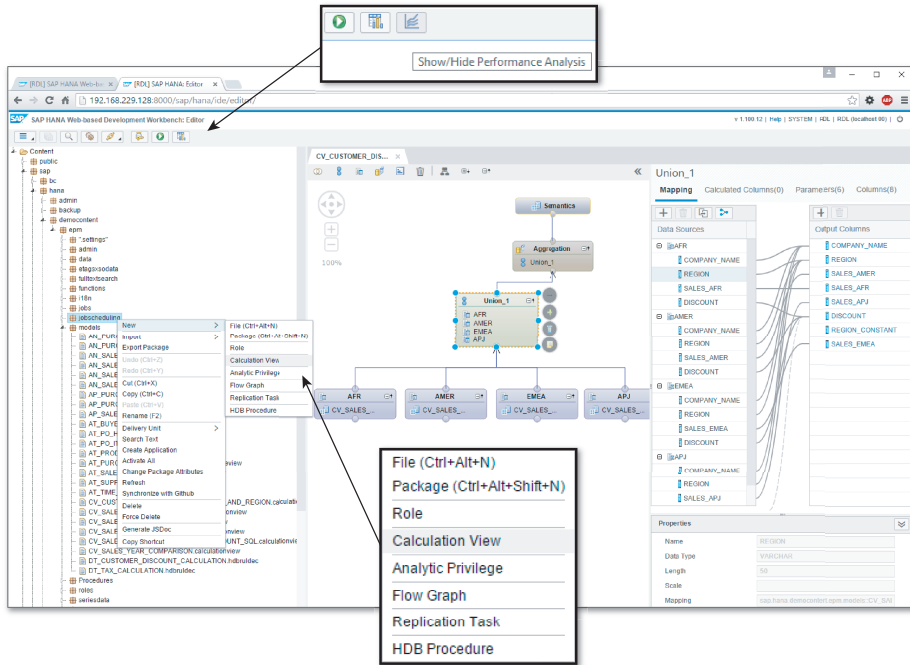 Show/Hide Performance Analysis
[RDL] SAP HANA: Editor
192.168.229.128:8000/sap/hana/ide/editor/
SAP HANA Web-based Development Workbench: Editor
v 1.100.12 | Help | SYSTEM | RDL | RDL (localhost 00) |
Content
public
sap
bc
hana
admin
backup
democontent
epm
".settings"
admin
data
etagsxsodata
fulltextsearch
functions
i18n
jobs
jobscheduling
models
DT_CUSTOMER_DISCOUNT_CALCULATION.hdbruldec
DT_TAX_CALCULATION.hdbruldec
Procedures
roles
seriesdata
New
Import
Export Package
Undo (Ctrl+Z)
Redo (Ctrl+Y)
Cut (Ctrl+X)
Copy (Ctrl+C)
Paste (Ctrl+V)
Rename (F2)
Delivery Unit
Search Text
Create Application
Activate All
Change Package Attributes
Refresh
Synchronize with Github
Delete
Force Delete
Generate JSDoc
Copy Shortcut
File (Ctrl+Alt+N)
Package (Ctrl+Alt+Shift+N)
Role
Calculation View
Analytic Privilege
Flow Graph
Replication Task
HDB Procedure
CV_CUSTOMER_DIS...
100%
Semantics
Aggregation
Union_1
Union_1
AFR
AMER
EMEA
APJ
AFR
CV_SALES_...
AMER
CV_SALES_...
EMEA
CV_SALES_...
APJ
CV_SALES_...
File (Ctrl+Alt+N)
Package (Ctrl+Alt+Shift+N)
Role
Calculation View
Analytic Privilege
Flow Graph
Replication Task
HDB Procedure
Union_1
Mapping Calculated Columns(0) Parameters(6) Columns(8)
Data Sources
AFR
COMPANY_NAME
REGION
SALES_AFR
DISCOUNT
AMER
COMPANY_NAME
REGION
SALES_AMER
DISCOUNT
EMEA
COMPANY_NAME
REGION
SALES_EMEA
DISCOUNT
APJ
COMPANY_NAME
REGION
SALES_APJ
Output Columns
COMPANY_NAME
REGION
SALES_AMER
SALES_AFR
SALES_APJ
DISCOUNT
REGION_CONSTANT
SALES_EMEA
Properties
Name REGION
Data Type VARCHAR
Length 50
Scale
Mapping